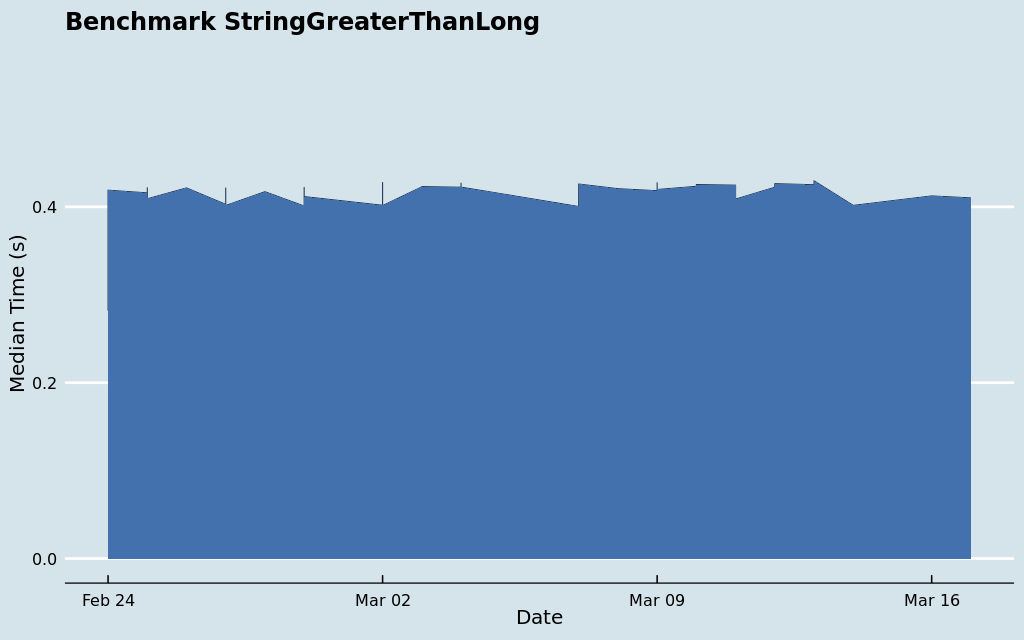 Benchmark StringGreaterThanLong
Median Time (s)
0.4
0.2
0.0
Feb 24
Mar 02
Mar 09
Mar 16
Date